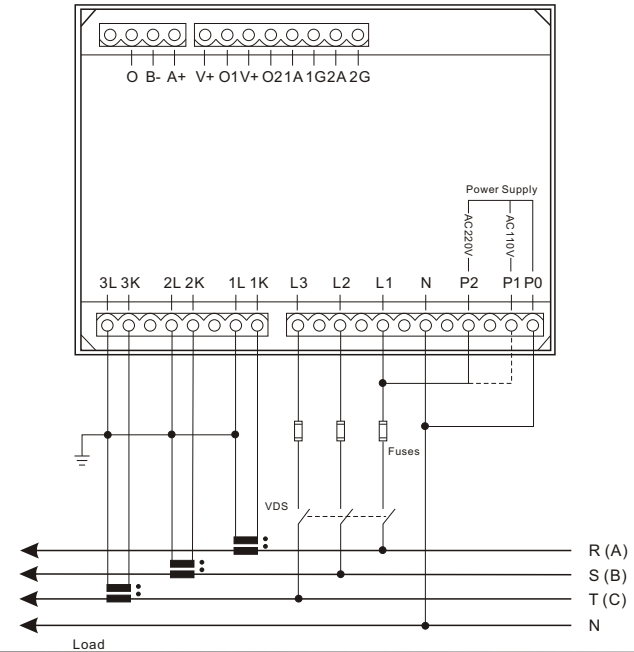 O B- A+ V+ O1 V+ O2 1A 1G 2A 2G
Power Supply
AC220V
AC110V
3L 3K 2L 2K 1L 1K L3 L2 L1 N P2 P1 P0
Fuses
VDS
R (A)
S (B)
T (C)
N
Load